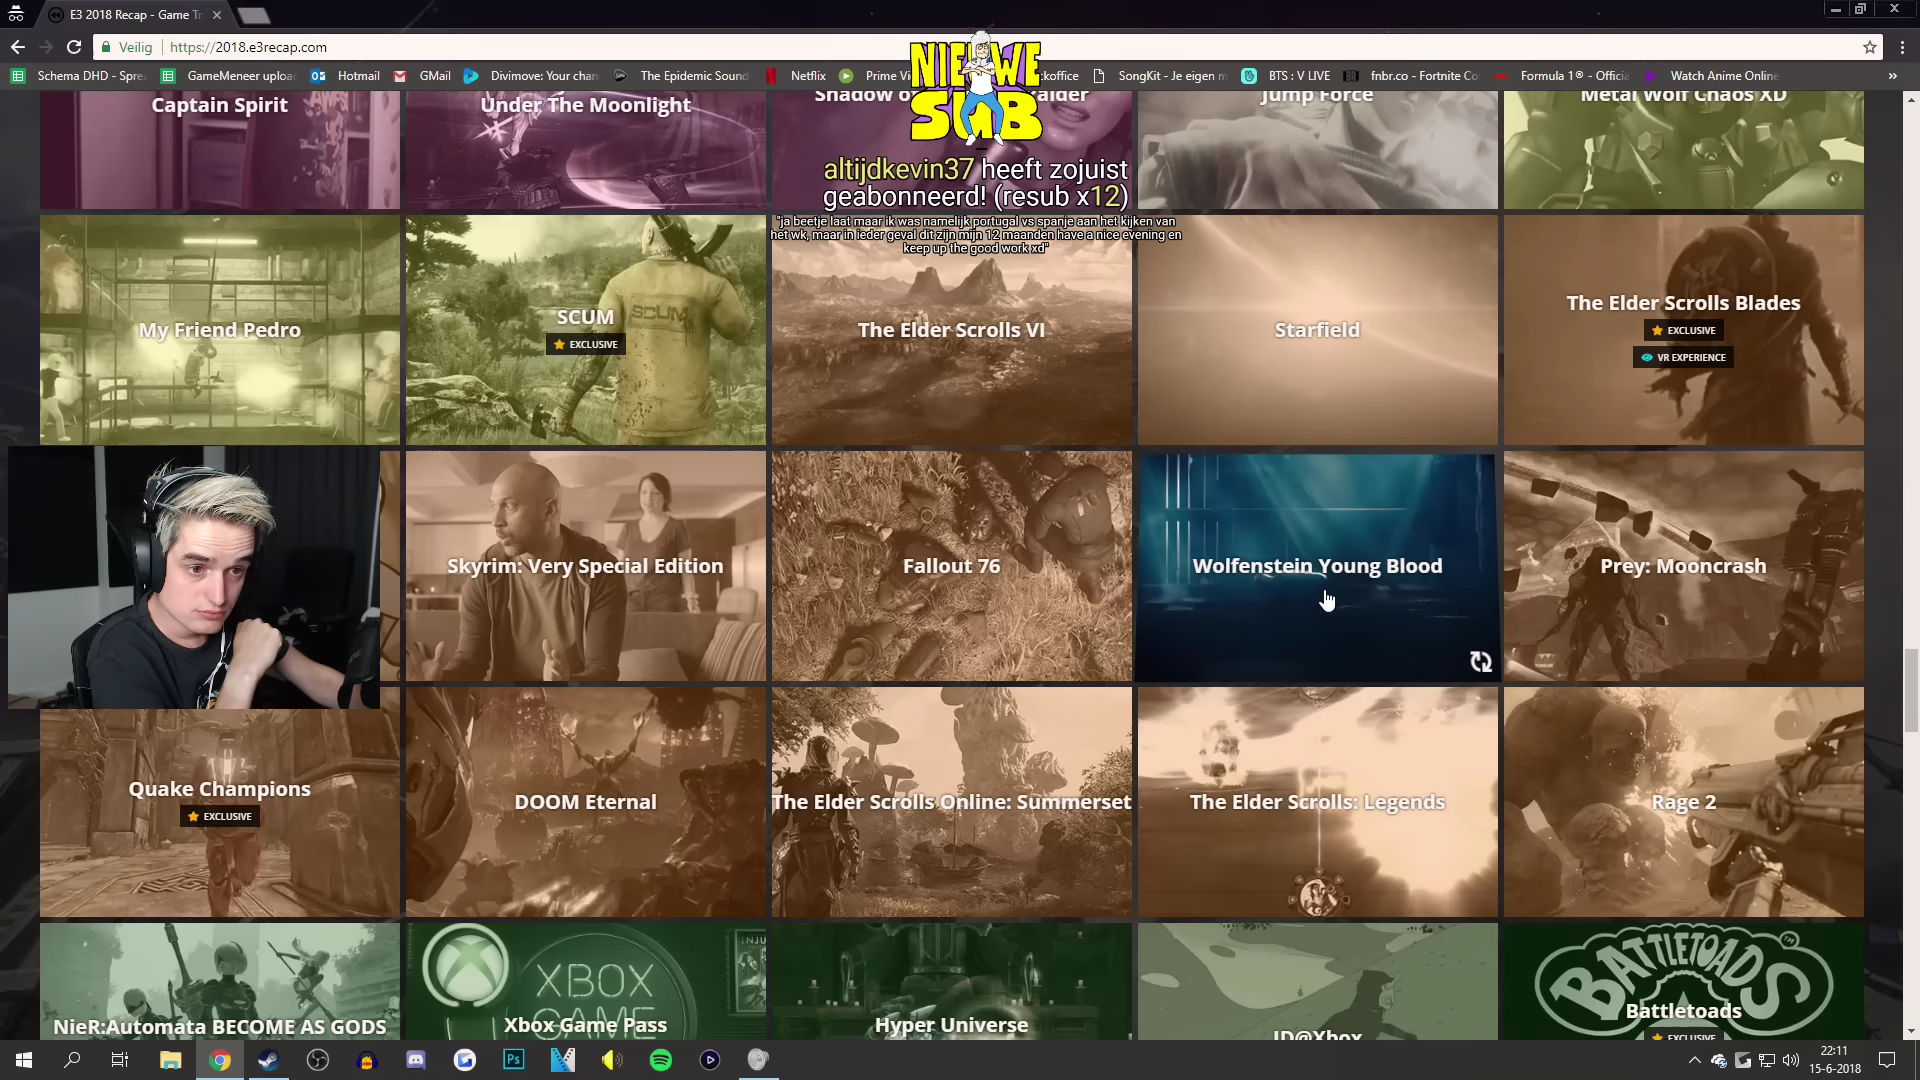 E3 2018 Recap - Game Tr
Veilig
https://2018.e3recap.com
Schema DHD - Spre
GameMeneer uploa
Hotmail
GMail
Divimove: Your chan
The Epidemic Sound
Netflix
Prime Vi
ckoffice
SongKit - Je eigen m
BTS : V LIVE
fnbr.co - Fortnite Co
Formula 1® - Officia
Watch Anime Online
NIEUWE
SUB
altijdkevin37 heeft zojuist
geabonneerd! (resub x12)
"ja beetje laat maar ik was namelijk portugal vs spanje aan het kijken van
het wk, maar in ieder geval dit zijn mijn 12 maanden have a nice evening en
keep up the good work xd"
Captain Spirit
Under The Moonlight
Shadow o
aider
Jump Force
Metal Wolf Chaos XD
My Friend Pedro
SCUM
EXCLUSIVE
SCUM
The Elder Scrolls VI
Starfield
The Elder Scrolls Blades
EXCLUSIVE
VR EXPERIENCE
Skyrim: Very Special Edition
Fallout 76
Wolfenstein Young Blood
Prey: Mooncrash
Quake Champions
EXCLUSIVE
DOOM Eternal
The Elder Scrolls Online: Summerset
The Elder Scrolls: Legends
Rage 2
NieR:Automata BECOME AS GODS
XBOX
GAME
Xbox Game Pass
INJU
Hyper Universe
ID@Xbox
BATTLETOADS
TM
Battletoads
EXCLUSIVE
Ps
22:11
15-6-2018